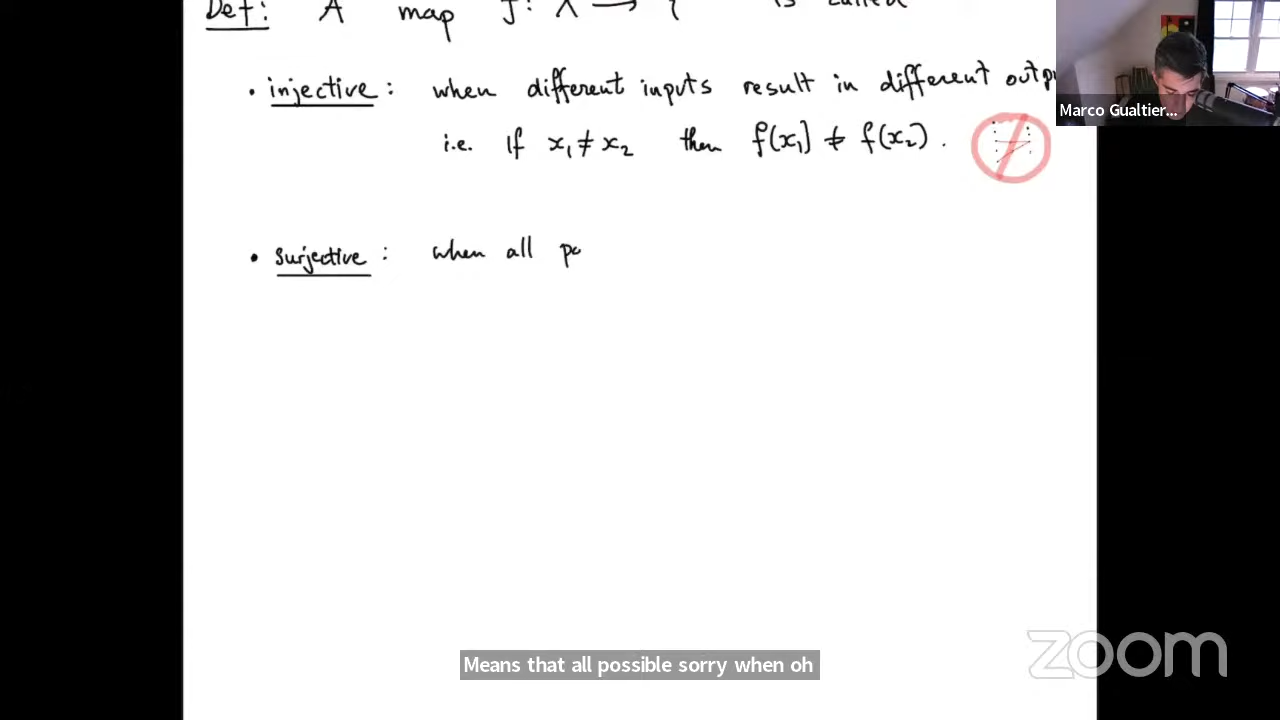 Def: A map f: X → Y is called
• injective: when different inputs result in different outp
i.e. If x₁ ≠ x₂ then f(x₁) ≠ f(x₂).
• Surjective: when all po
Marco Gualtier...
Means that all possible sorry when oh
zoom